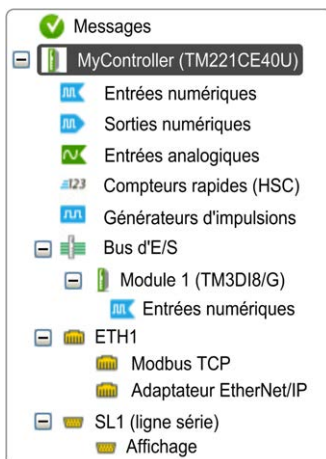 Messages
MyController (TM221CE40U)
Entrées numériques
Sorties numériques
Entrées analogiques
123 Compteurs rapides (HSC)
Générateurs d'impulsions
Bus d'E/S
Module 1 (TM3DI8/G)
Entrées numériques
ETH1
Modbus TCP
Adaptateur EtherNet/IP
SL1 (ligne série)
Affichage